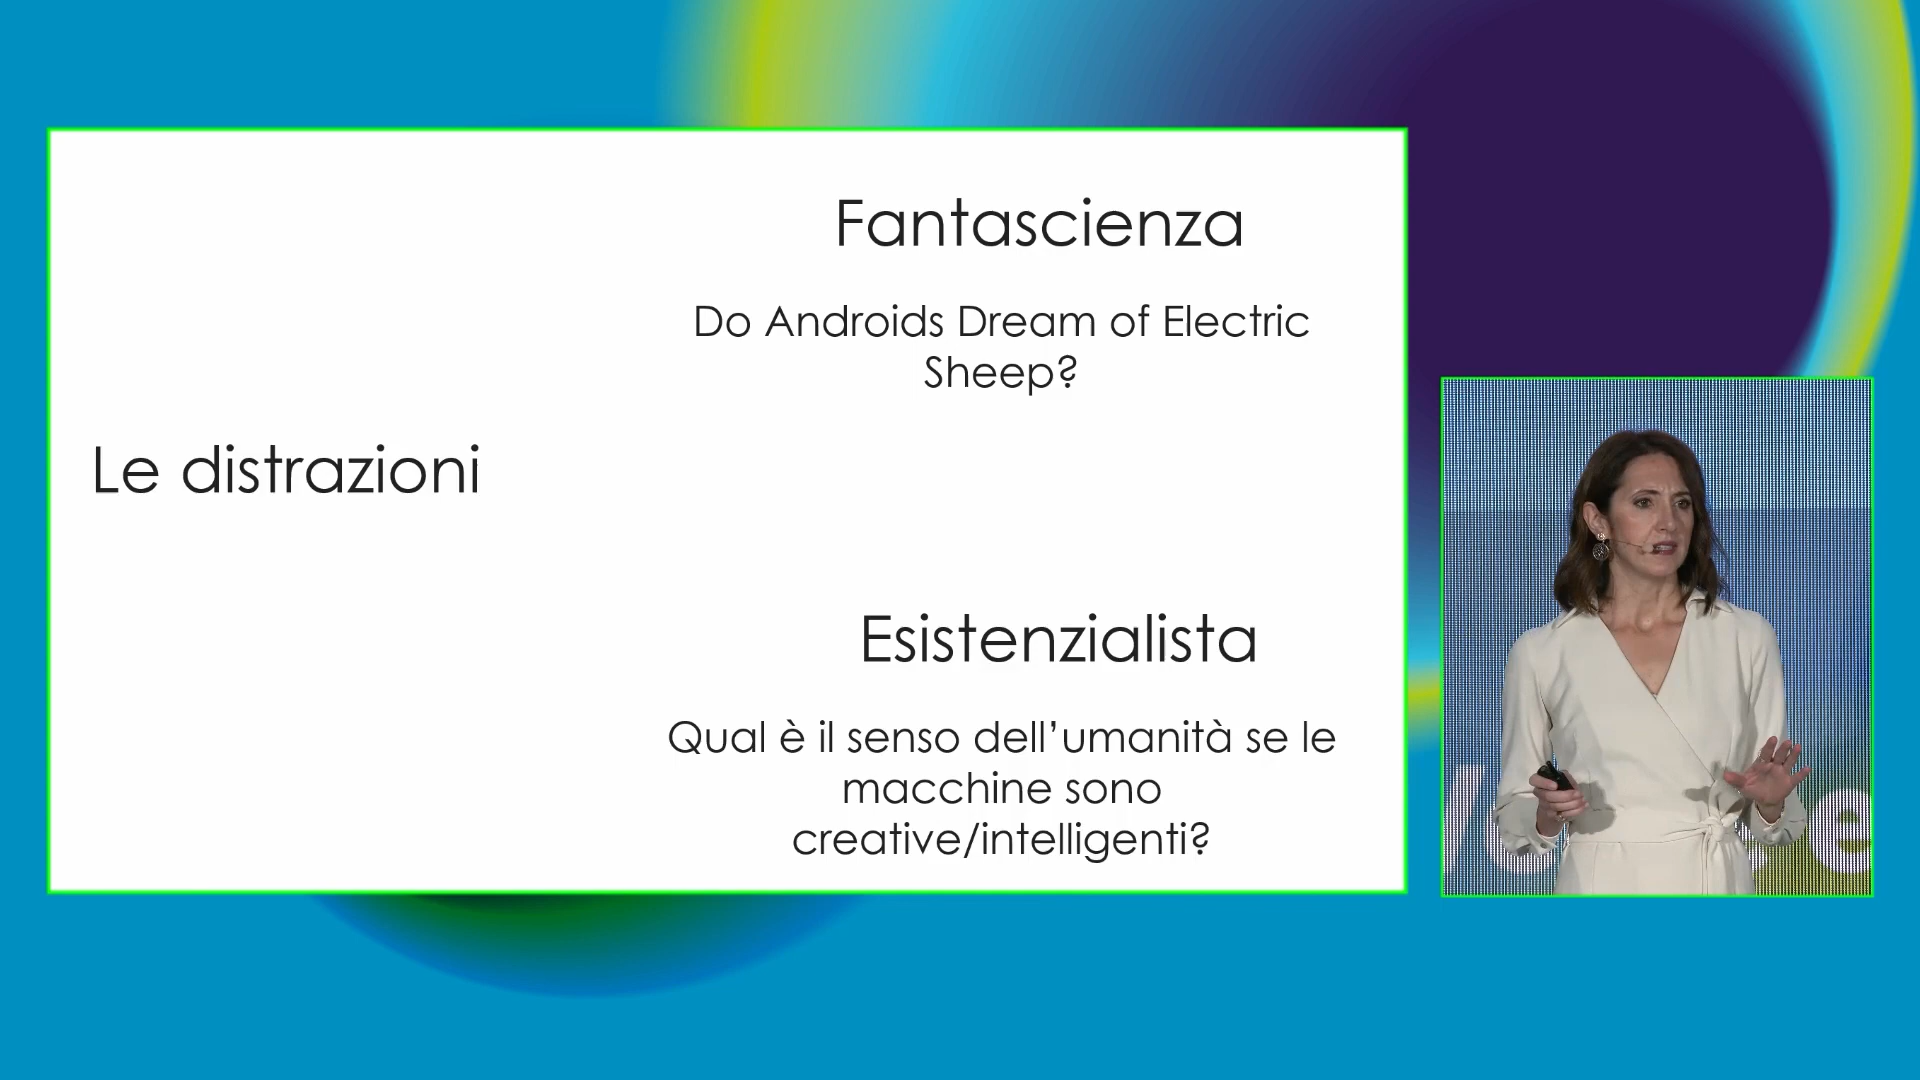 Fantascienza
Do Androids Dream of Electric
Sheep?
Le distrazioni
Esistenzialista
Qual è il senso dell’umanità se le
macchine sono
creative/intelligenti?